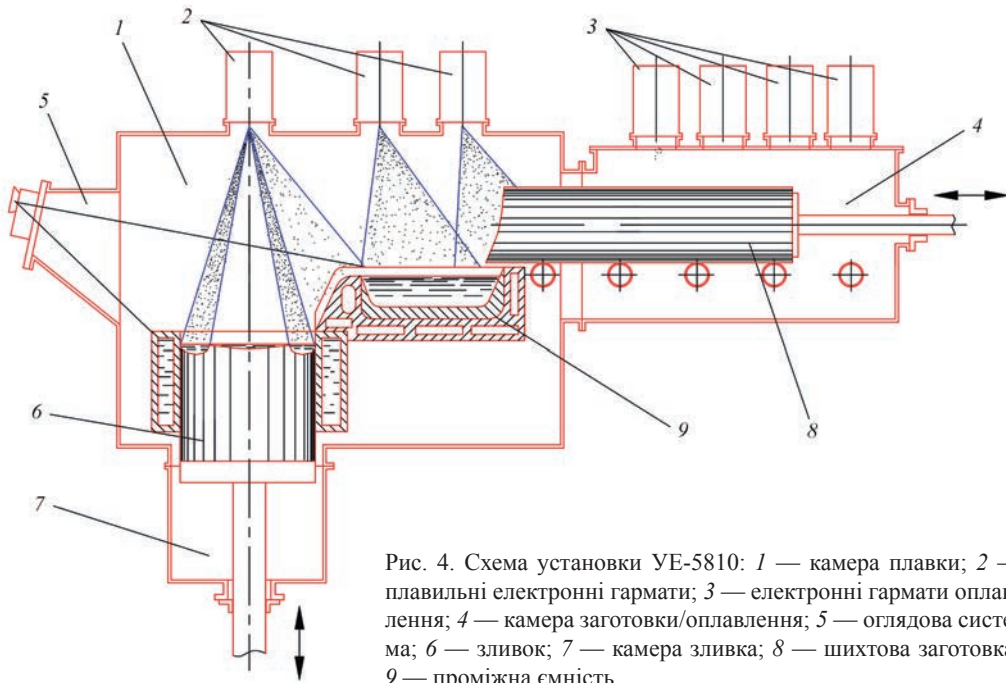 1
2
3
5
4
6
7
9
8
Рис. 4. Схема установки УЕ-5810: 1 — камера плавки; 2 —
плавильні електронні гармати; 3 — електронні гармати оплав
лення; 4 — камера заготовки/оплавлення; 5 — оглядова систе
ма; 6 — зливок; 7 — камера зливка; 8 — шихтова заготовка
9 — проміжна ємність